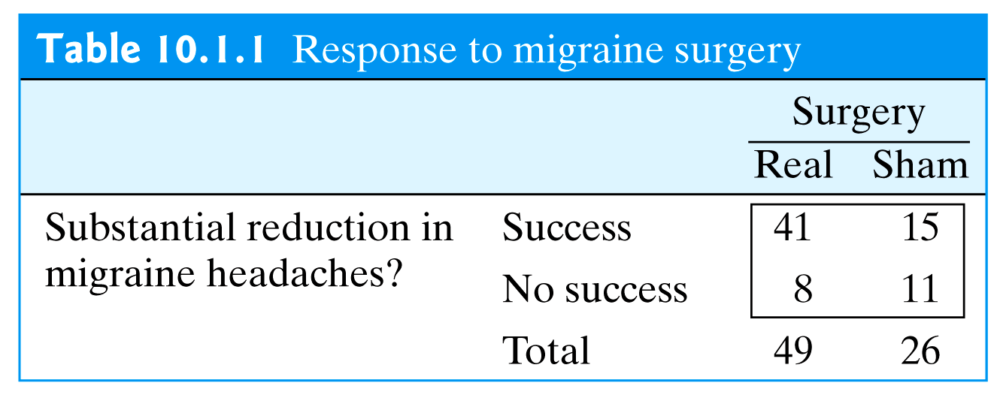 Table 10.1.1 Response to migraine surgery
Surgery
Real Sham
Substantial reduction in Success 41 15
migraine headaches?
No success 8 11
Total 49 26